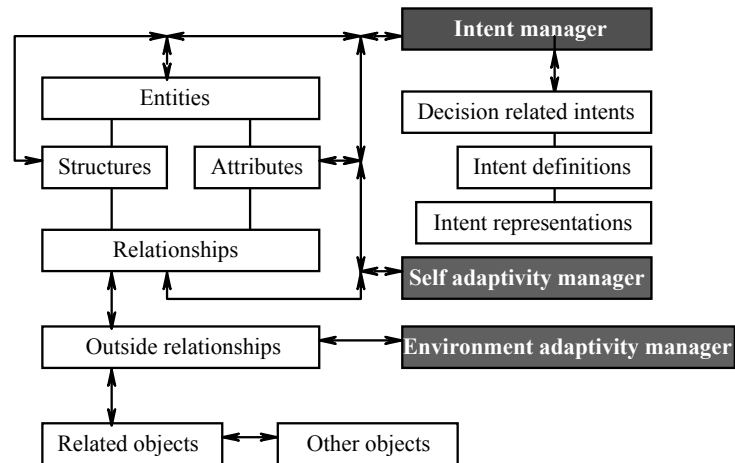 Intent manager
Entities
Decision related intents
Structures
Attributes
Intent definitions
Intent representations
Relationships
Self adaptivity manager
Outside relationships
Environment adaptivity manager
Related objects
Other objects